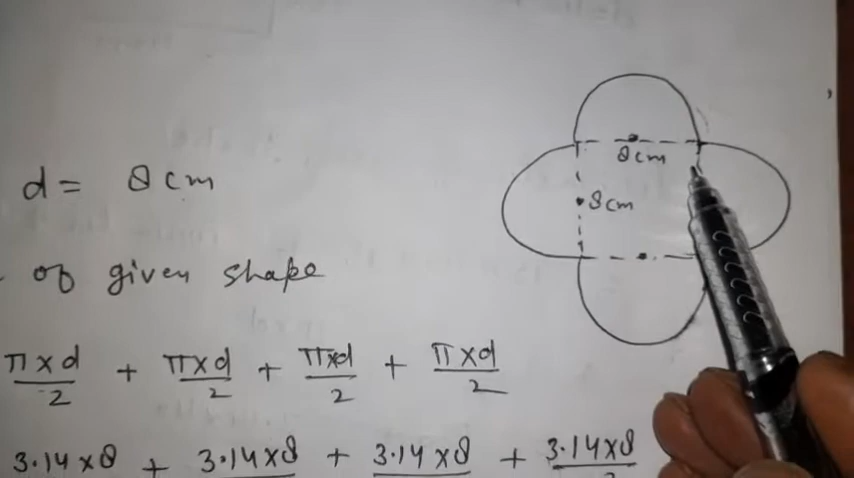 d = 8 cm
8cm
8cm
of given shape
π x d/2 + π x d/2 + π x d/2 + π x d/2
3.14 x 8 + 3.14 x 8 + 3.14 x 8 + 3.14 x 8